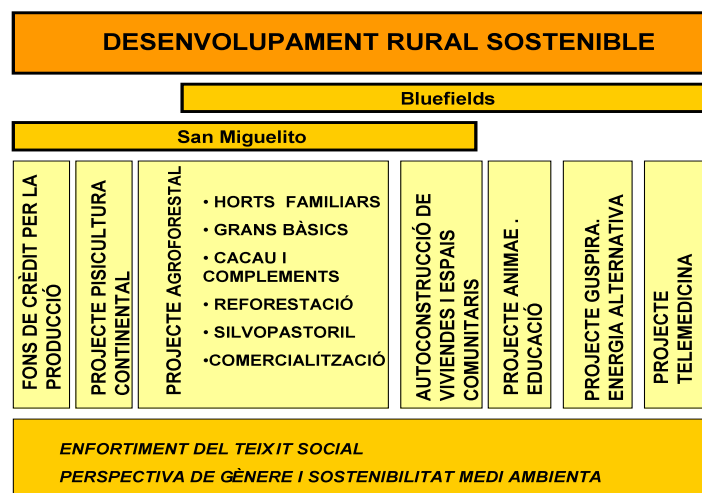 DESENVOLUPAMENT RURAL SOSTENIBLE
Bluefields
San Miguelito
FONS DE CRÈDIT PER LA
PRODUCCIÓ
PROJECTE PISICULTURA
CONTINENTAL
PROJECTE AGROFORESTAL
• HORTS FAMILIARS
• GRANS BÀSICS
• CACAU I
COMPLEMENTS
• REFORESTACIÓ
• SILVOPASTORIL
•COMERCIALITZACIÓ
AUTOCONSTRUCCIÓ DE
VIVIENDES I ESPAIS
COMUNITARIS
PROJECTE ANIMAE .
EDUCACIÓ
PROJECTE GUSPIRA.
ENERGIA ALTERNATIVA
PROJECTE
TELEMEDICINA
ENFORTIMENT DEL TEIXIT SOCIAL
PERSPECTIVA DE GÈNERE I SOSTENIBILITAT MEDI AMBIENTA